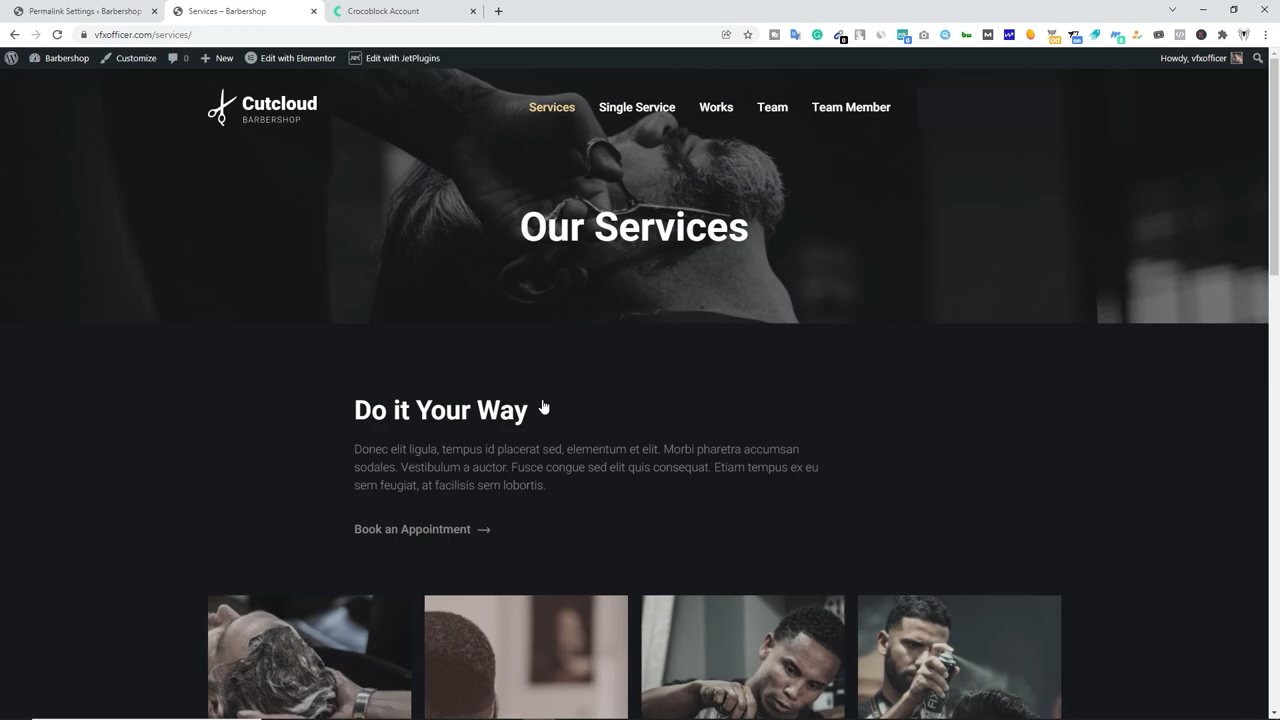 Permalink Settings ‹ Barbershop
Services – Barbershop
Crocoblock Account
vfxofficer.com/services/
Barbershop
Customize
0
New
Edit with Elementor
Edit with JetPlugins
Howdy, vfxofficer
Cutcloud
BARBERSHOP
Services
Single Service
Works
Team
Team Member
Our Services
Do it Your Way
Donec elit ligula, tempus id placerat sed, elementum et elit. Morbi pharetra accumsan
sodales. Vestibulum a auctor. Fusce congue sed elit quis consequat. Etiam tempus ex eu
sem feugiat, at facilisis sem lobortis.
Book an Appointment →